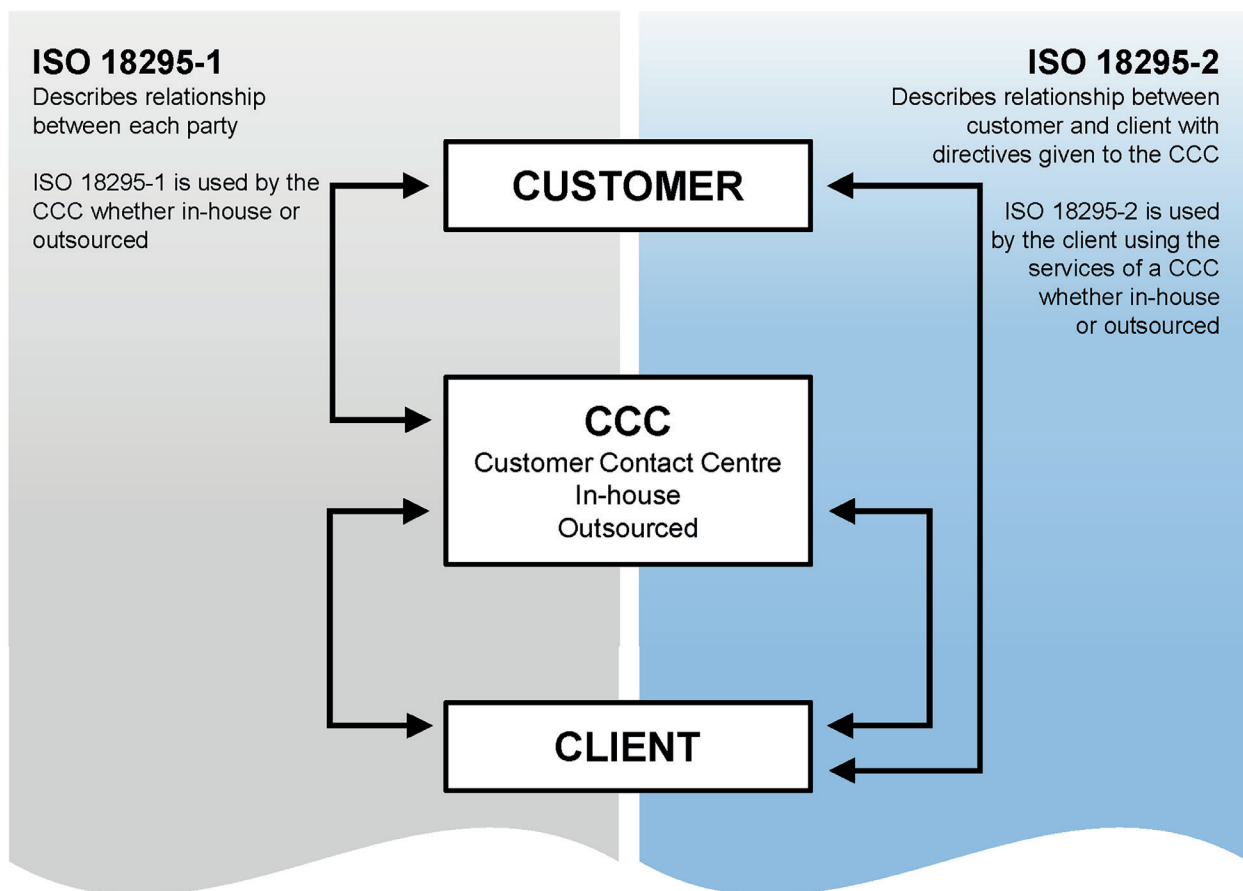 ISO 18295-1
Describes relationship
between each party
ISO 18295-1 is used by the
CCC whether in-house or
outsourced
ISO 18295-2
Describes relationship between
customer and client with
directives given to the CCC
ISO 18295-2 is used
by the client using the
services of a CCC
whether in-house
or outsourced
CUSTOMER
CCC
Customer Contact Centre
In-house
Outsourced
CLIENT